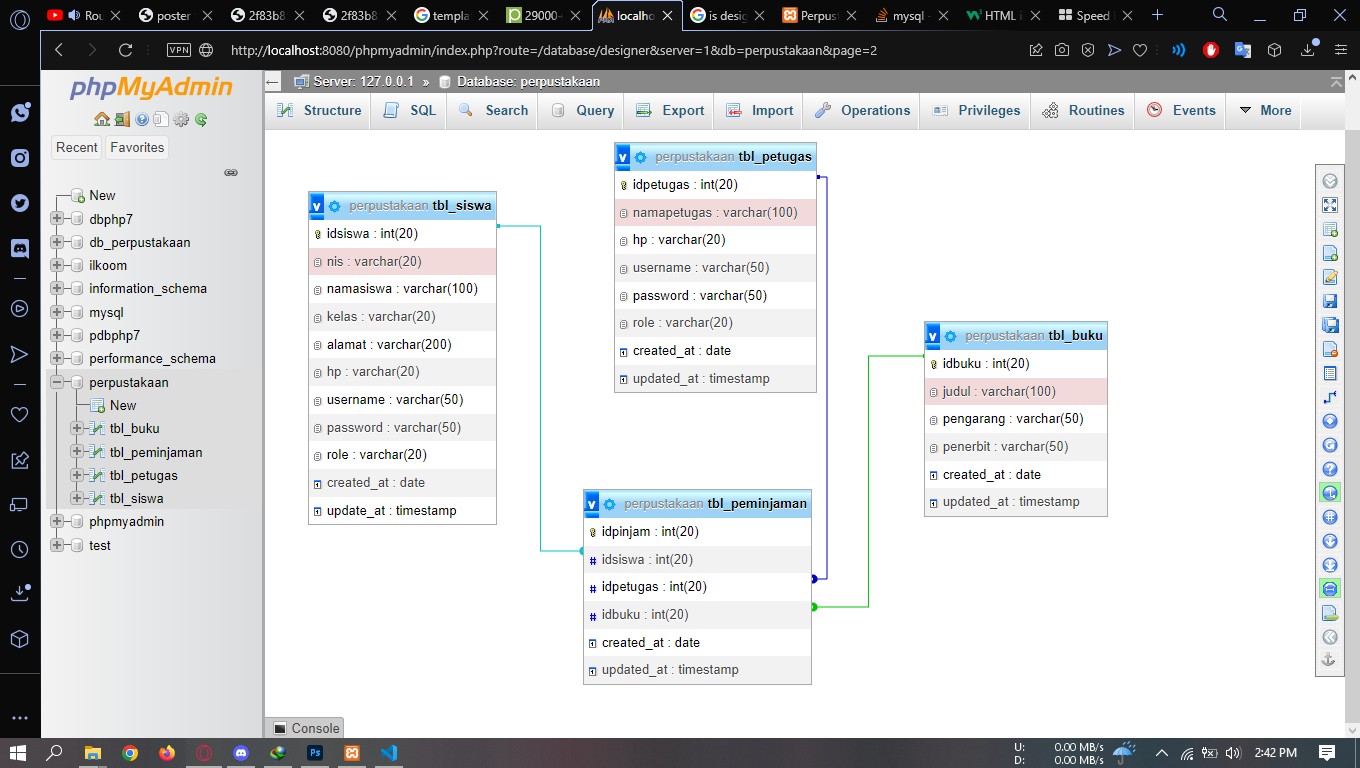 Rou
poster
2f83b8
2f83b8
templa
29000+
localho
is desig
Perpust
mysql -
HTML i
Speed
VPN
http://localhost:8080/phpmyadmin/index.php?route=/database/designer&server=1&db=perpustakaan&page=2
phpMyAdmin
Recent
Favorites
New
dbphp7
db_perpustakaan
ilkoom
information_schema
mysql
pdbphp7
performance_schema
perpustakaan
New
tbl_buku
tbl_peminjaman
tbl_petugas
tbl_siswa
phpmyadmin
test
Server: 127.0.0.1 » Database: perpustakaan
Structure
SQL
Search
Query
Export
Import
Operations
Privileges
Routines
Events
More
v perpustakaan tbl_siswa
idsiswa : int(20)
nis : varchar(20)
namasiswa : varchar(100)
kelas : varchar(20)
alamat : varchar(200)
hp : varchar(20)
username : varchar(50)
password : varchar(50)
role : varchar(20)
created_at : date
update_at : timestamp
v perpustakaan tbl_petugas
idpetugas : int(20)
namapetugas : varchar(100)
hp : varchar(20)
username : varchar(50)
password : varchar(50)
role : varchar(20)
created_at : date
updated_at : timestamp
v perpustakaan tbl_peminjaman
idpinjam : int(20)
# idsiswa : int(20)
# idpetugas : int(20)
# idbuku : int(20)
created_at : date
updated_at : timestamp
v perpustakaan tbl_buku
idbuku : int(20)
judul : varchar(100)
pengarang : varchar(50)
penerbit : varchar(50)
created_at : date
updated_at : timestamp
Console
U: 0.00 MB/s
D: 0.00 MB/s
2:42 PM